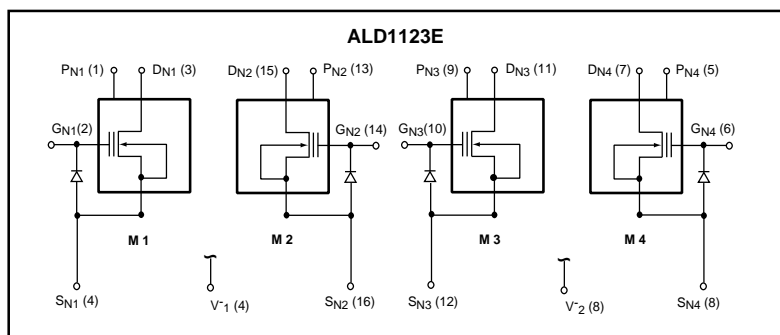 ALD1123E
PN1 (1) DN1 (3) DN2 (15) PN2 (13) PN3 (9) DN3 (11) DN4 (7) PN4 (5)
GN1(2) GN2 (14) GN3(10) GN4 (6)
M 1 M 2 M 3 M 4
SN1 (4) V-1 (4) SN2 (16) SN3 (12) V-2 (8) SN4 (8)